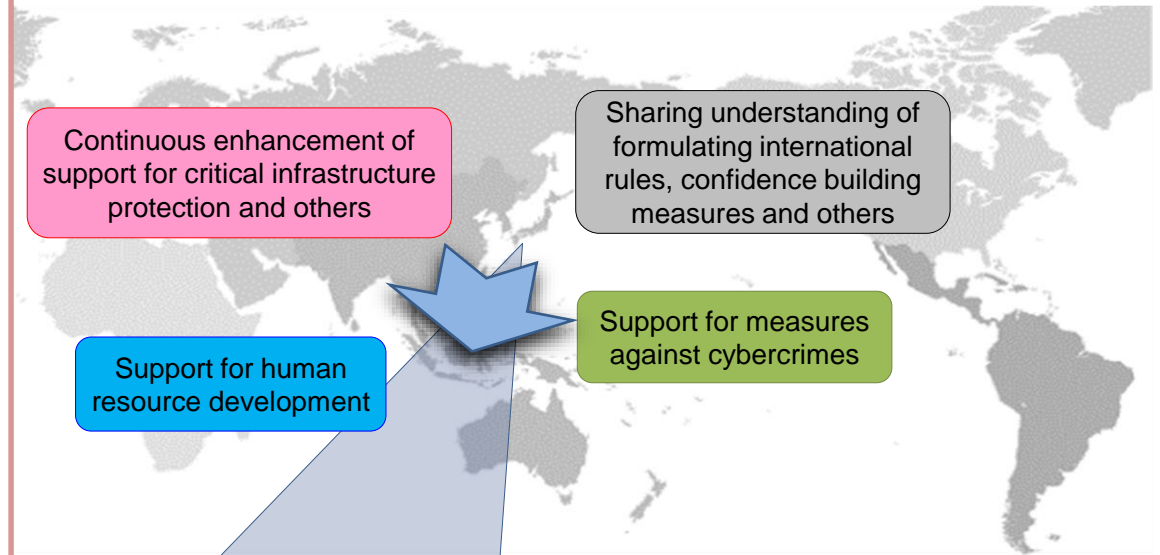 Continuous enhancement of
support for critical infrastructure
protection and others
Sharing understanding of
formulating international
rules, confidence building
measures and others
Support for human
resource development
Support for measures
against cybercrimes